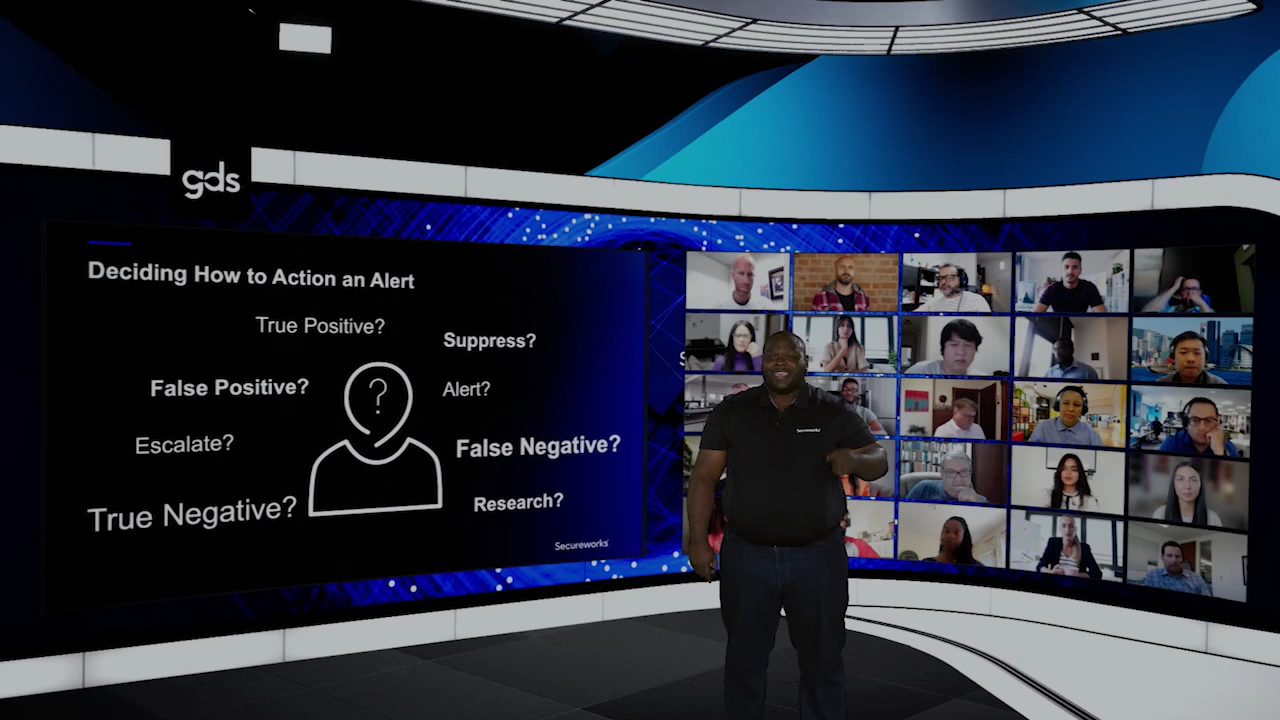 gds
Deciding How to Action an Alert
True Positive?
Suppress?
False Positive?
Alert?
Escalate?
False Negative?
True Negative?
Research?
?
Secureworks
Secureworks